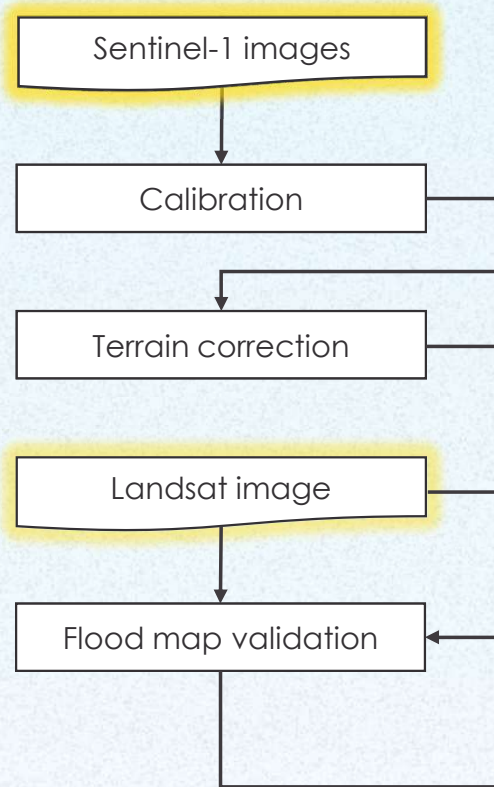 Sentinel-1 images
Calibration
Terrain correction
Landsat image
Flood map validation